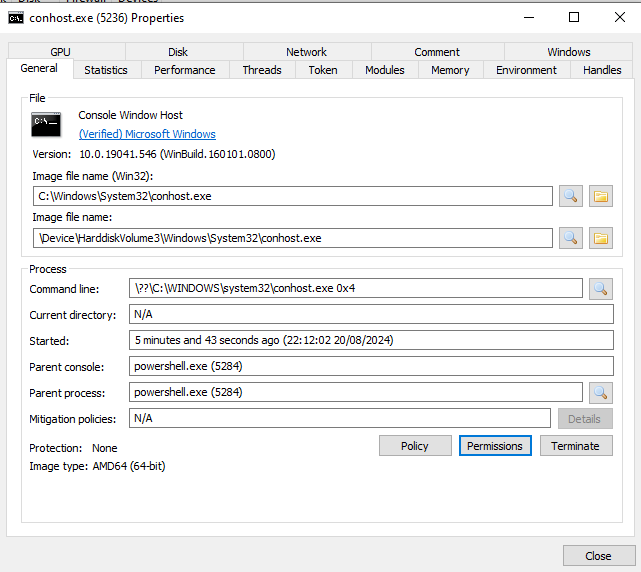 conhost.exe (5236) Properties
GPU Disk Network Comment Windows
General Statistics Performance Threads Token Modules Memory Environment Handles
File
Console Window Host
(Verified) Microsoft Windows
Version: 10.0.19041.546 (WinBuild.160101.0800)
Image file name (Win32):
C:\Windows\System32\conhost.exe
Image file name:
\Device\HarddiskVolume3\Windows\System32\conhost.exe
Process
Command line: \??\C:\WINDOWS\system32\conhost.exe 0x4
Current directory: N/A
Started: 5 minutes and 43 seconds ago (22:12:02 20/08/2024)
Parent console: powershell.exe (5284)
Parent process: powershell.exe (5284)
Mitigation policies: N/A Details
Protection: None Policy Permissions Terminate
Image type: AMD64 (64-bit)
Close